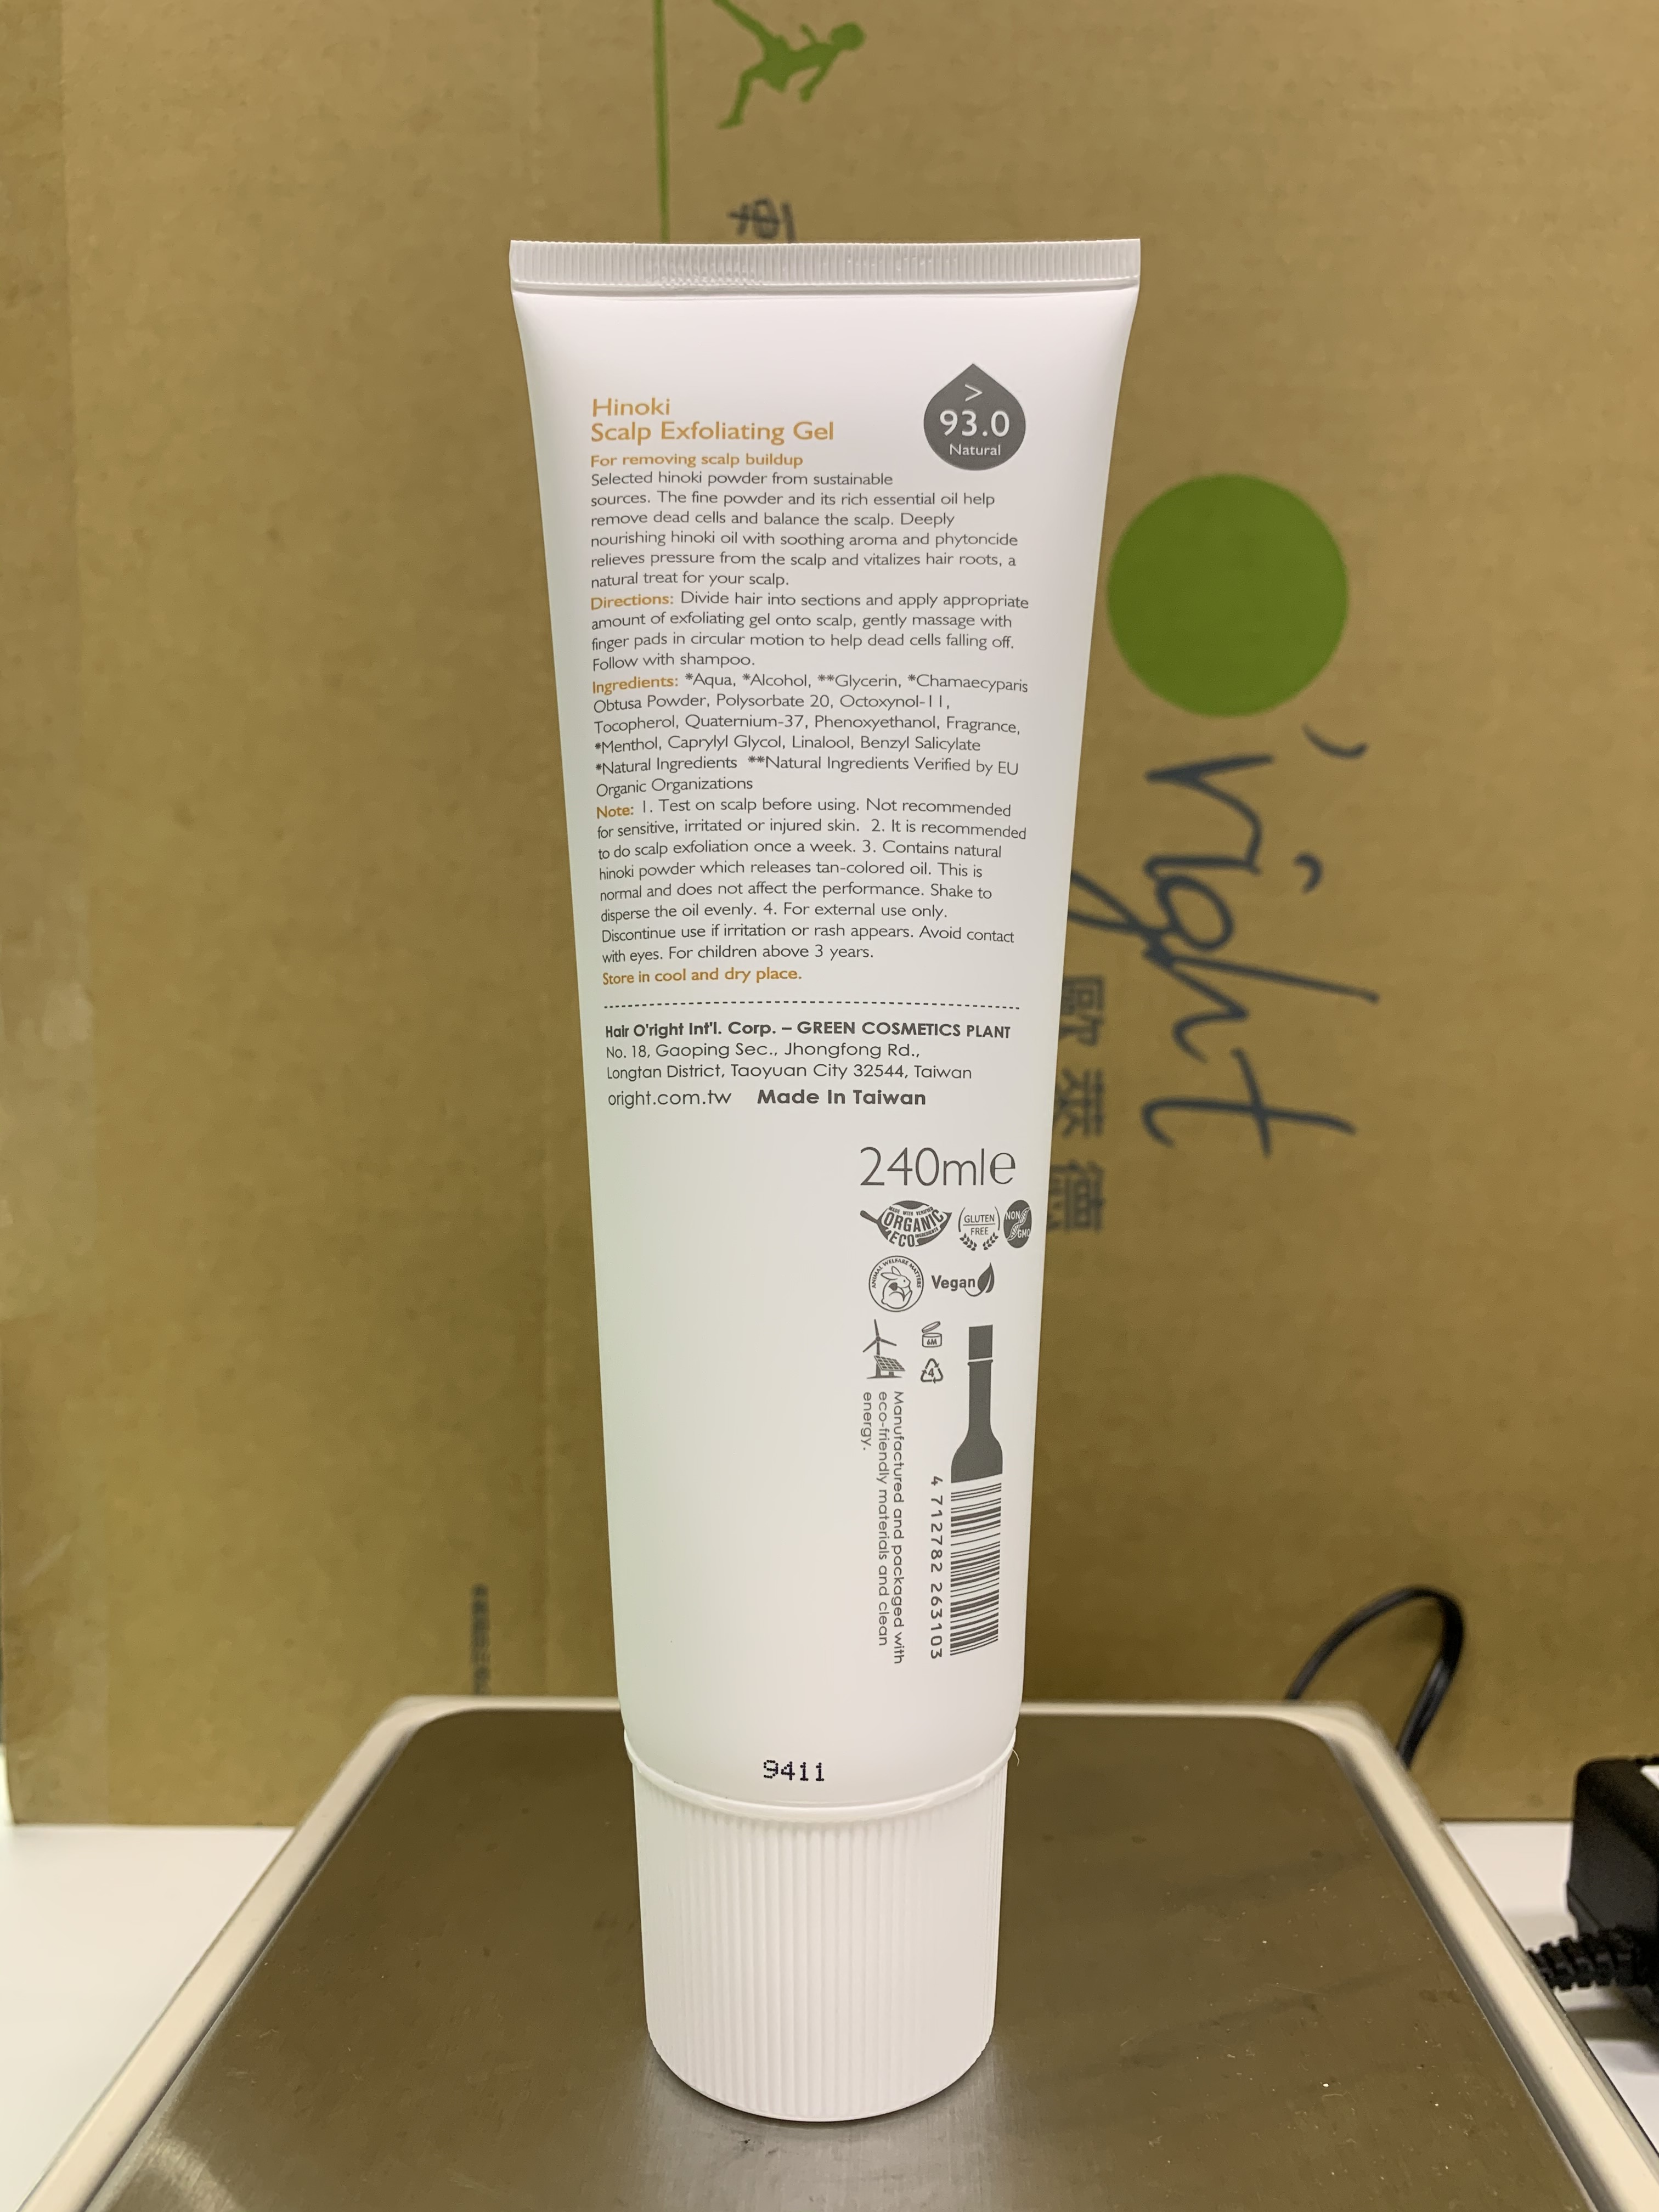 Hinoki
Scalp Exfoliating Gel
>
93.0
Natural
For removing scalp buildup
Selected hinoki powder from sustainable
sources. The fine powder and its rich essential oil help
remove dead cells and balance the scalp. Deeply
nourishing hinoki oil with soothing aroma and phytoncide
relieves pressure from the scalp and vitalizes hair roots, a
natural treat for your scalp.
Directions: Divide hair into sections and apply appropriate
amount of exfoliating gel onto scalp, gently massage with
finger pads in circular motion to help dead cells falling off.
Follow with shampoo.
Ingredients: *Aqua, *Alcohol, **Glycerin, *Chamaecyparis
Obtusa Powder, Polysorbate 20, Octoxynol-11,
Tocopherol, Quaternium-37, Phenoxyethanol, Fragrance,
*Menthol, Caprylyl Glycol, Linalool, Benzyl Salicylate
*Natural Ingredients **Natural Ingredients Verified by EU
Organic Organizations
Note: 1. Test on scalp before using. Not recommended
for sensitive, irritated or injured skin. 2. It is recommended
to do scalp exfoliation once a week. 3. Contains natural
hinoki powder which releases tan-colored oil. This is
normal and does not affect the performance. Shake to
disperse the oil evenly. 4. For external use only.
Discontinue use if irritation or rash appears. Avoid contact
with eyes. For children above 3 years.
Store in cool and dry place.
Hair O'right Int'l. Corp. – GREEN COSMETICS PLANT
No. 18, Gaoping Sec., Jhongfong Rd.,
Longtan District, Taoyuan City 32544, Taiwan
oright.com.tw Made In Taiwan
240mle
MADE WITH VERIFIED
ORGANIC
ECO
INGREDIENTS
GLUTEN
FREE
NON
GMO
ANIMAL WELFARE MATTERS
Vegan
6M
4
Manufactured and packaged with
eco-friendly materials and clean
energy.
4 712782 263103
9411
'right
歐萊德